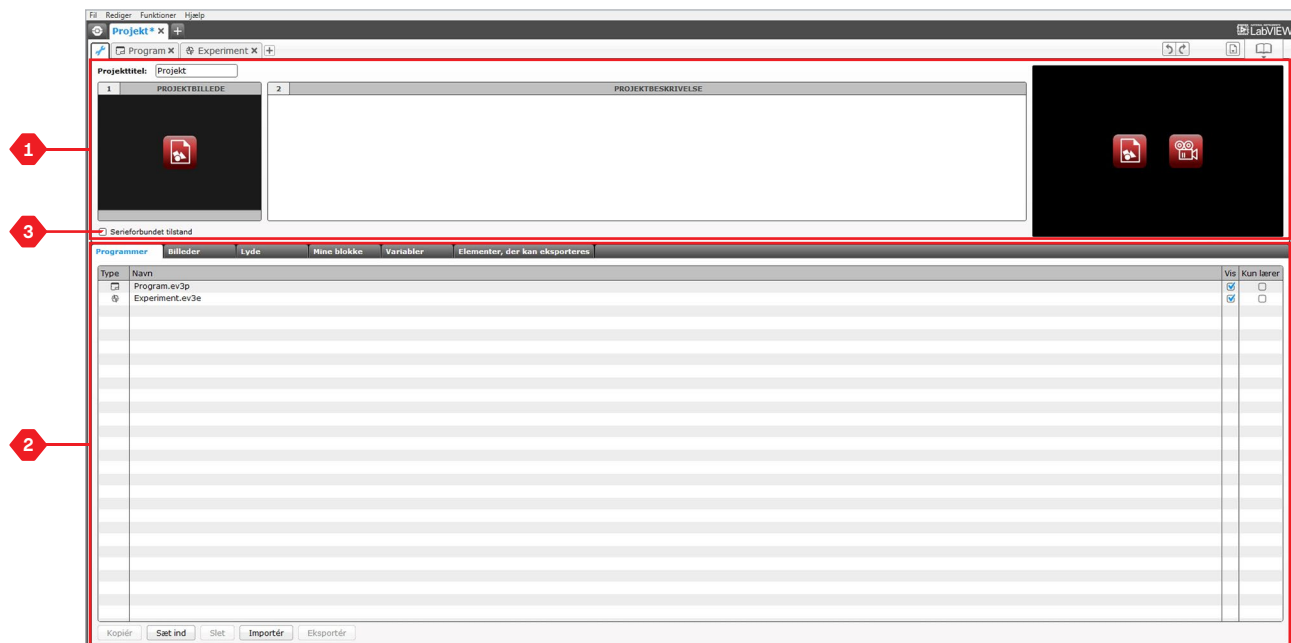 Fil Rediger Funktioner Hjælp
Projekt* x +
LabVIEW
Program x Experiment x +
Projekttitel: Projekt
1 PROJEKTBILLEDE 2 PROJEKTBESKRIVELSE
1
3
Serieforbundet tilstand
Programmer Billeder Lyde Mine blokke Variabler Elementer, der kan eksporteres
Type Navn Vis Kun lærer
Program.ev3p
Experiment.ev3e
2
Kopiér Sæt ind Slet Importér Eksportér